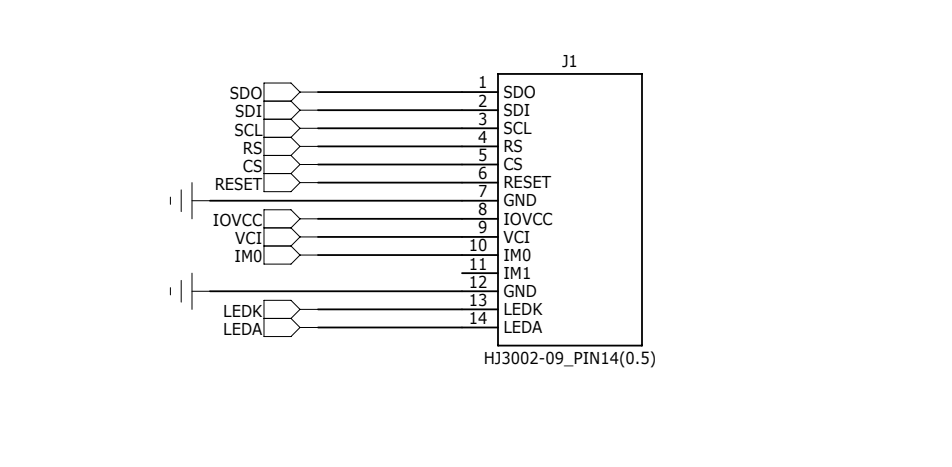 J1
SDO 1 SDO
SDI 2 SDI
SCL 3 SCL
RS 4 RS
CS 5 CS
RESET 6 RESET
7 GND
IOVCC 8 IOVCC
VCI 9 VCI
IM0 10 IM0
11 IM1
12 GND
LEDK 13 LEDK
LEDA 14 LEDA
HJ3002-09_PIN14(0.5)